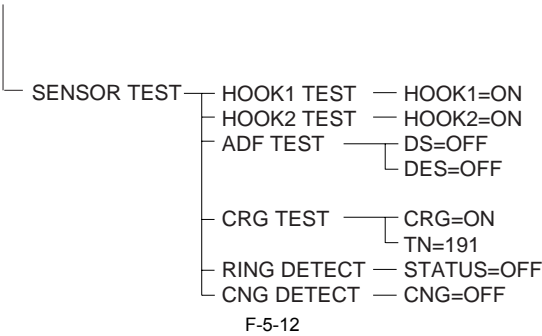 SENSOR TEST HOOK1 TEST HOOK1=ON
HOOK2 TEST HOOK2=ON
ADF TEST DS=OFF
DES=OFF
CRG TEST CRG=ON
TN=191
RING DETECT STATUS=OFF
CNG DETECT CNG=OFF
F-5-12